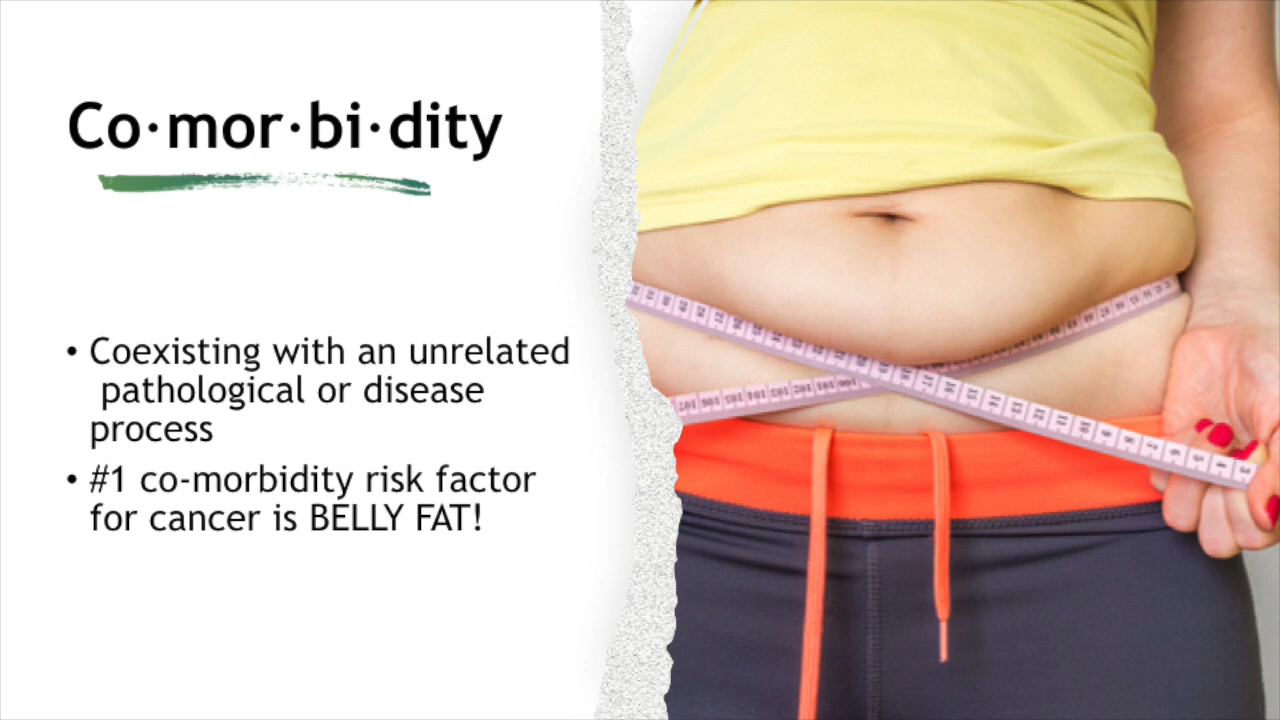 Co·mor·bi·dity
• Coexisting with an unrelated
pathological or disease
process
• #1 co-morbidity risk factor
for cancer is BELLY FAT!